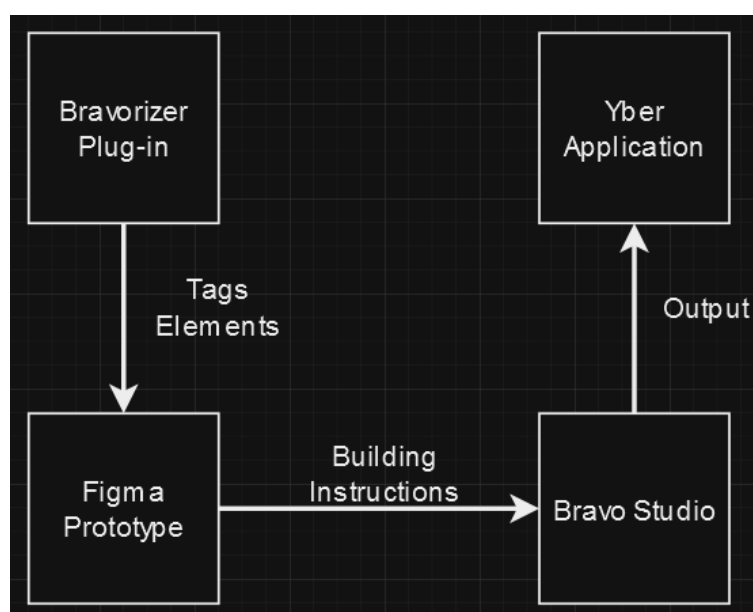 Bravorizer
Plug-in
Yber
Application
Tags
Elements
Output
Building
Instructions
Figma
Prototype
Bravo Studio